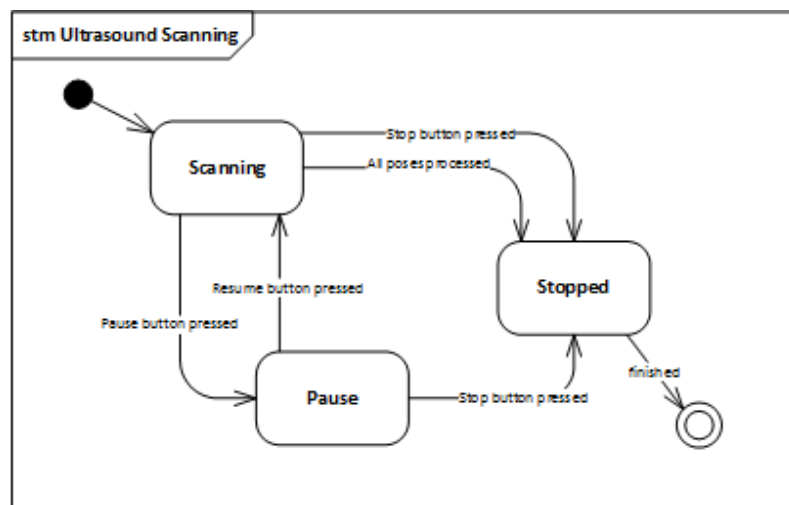 stm Ultrasound Scanning
Stop button pressed
Scanning
All poses processed
Stopped
Resume button pressed
Pause button pressed
finished
Pause
Stop button pressed